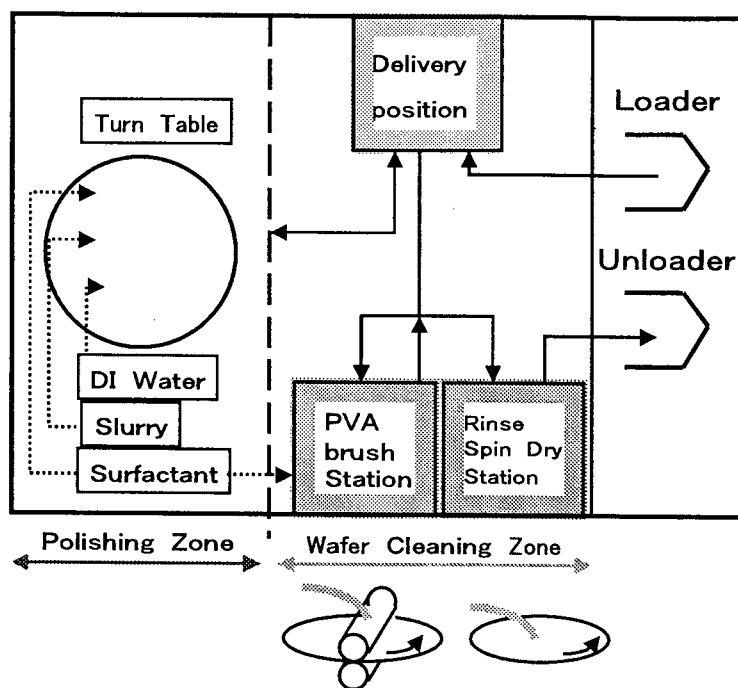 Delivery
position
Loader
Turn Table
Unloader
DI Water
Slurry
Surfactant
PVA
brush
Station
Rinse
Spin Dry
Station
Polishing Zone
Wafer Cleaning Zone